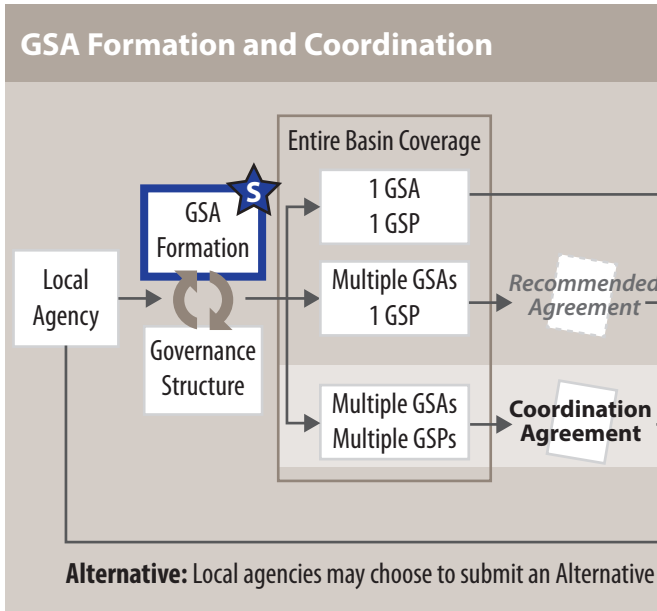 GSA Formation and Coordination
Entire Basin Coverage
S
GSA
Formation
1 GSA
1 GSP
Local
Agency
Multiple GSAs
1 GSP
Recommended
Agreement
Governance
Structure
Multiple GSAs
Multiple GSPs
Coordination
Agreement
Alternative: Local agencies may choose to submit an Alternative